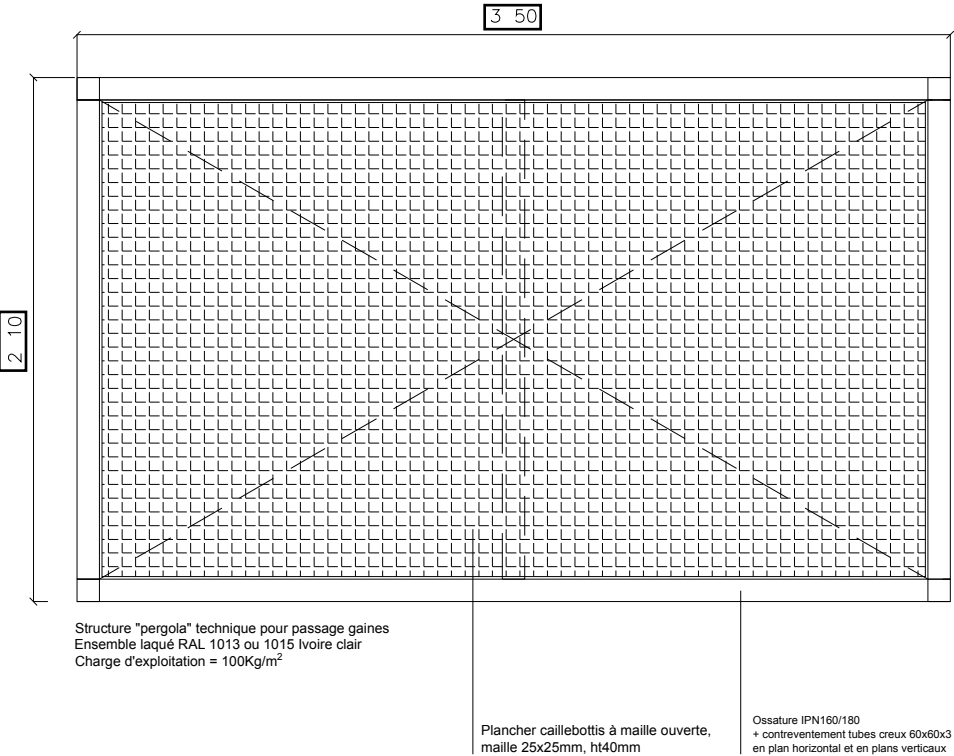 3 50
2 10
Structure "pergola" technique pour passage gaines
Ensemble laqué RAL 1013 ou 1015 Ivoire clair
Charge d'exploitation = 100Kg/m²
Plancher caillebottis à maille ouverte,
maille 25x25mm, ht40mm
Ossature IPN160/180
+ contreventement tubes creux 60x60x3
en plan horizontal et en plans verticaux